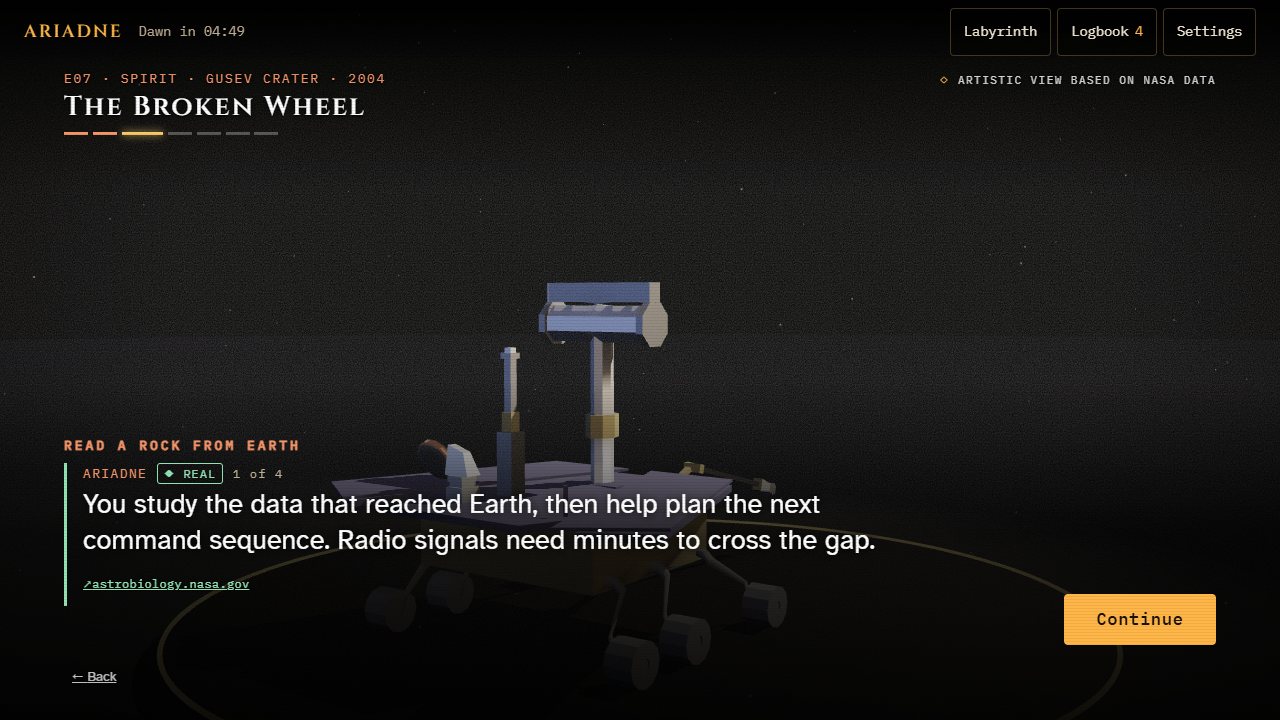 ARIADNE Dawn in 04:49 Labyrinth Logbook 4 Settings
E07 · SPIRIT · GUSEV CRATER · 2004
◇ ARTISTIC VIEW BASED ON NASA DATA
The Broken Wheel
READ A ROCK FROM EARTH
ARIADNE ◆ REAL 1 of 4
You study the data that reached Earth, then help plan the next
command sequence. Radio signals need minutes to cross the gap.
↗astrobiology.nasa.gov
Continue
← Back